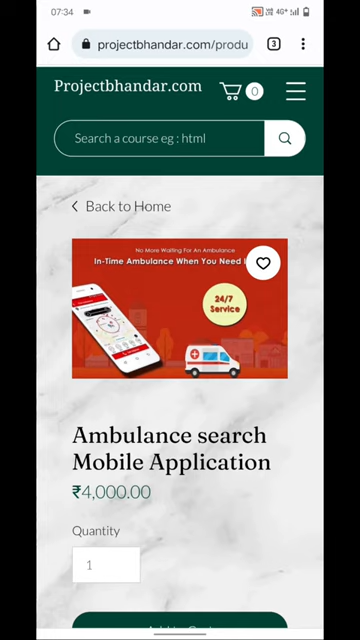 07:34
4G+
projectbhandar.com/produ
3
Projectbhandar.com
0
Search a course eg : html
Back to Home
No More Waiting For An Ambulance
In-Time Ambulance When You Need
24/7
Service
Ambulance search
Mobile Application
₹4,000.00
Quantity
1